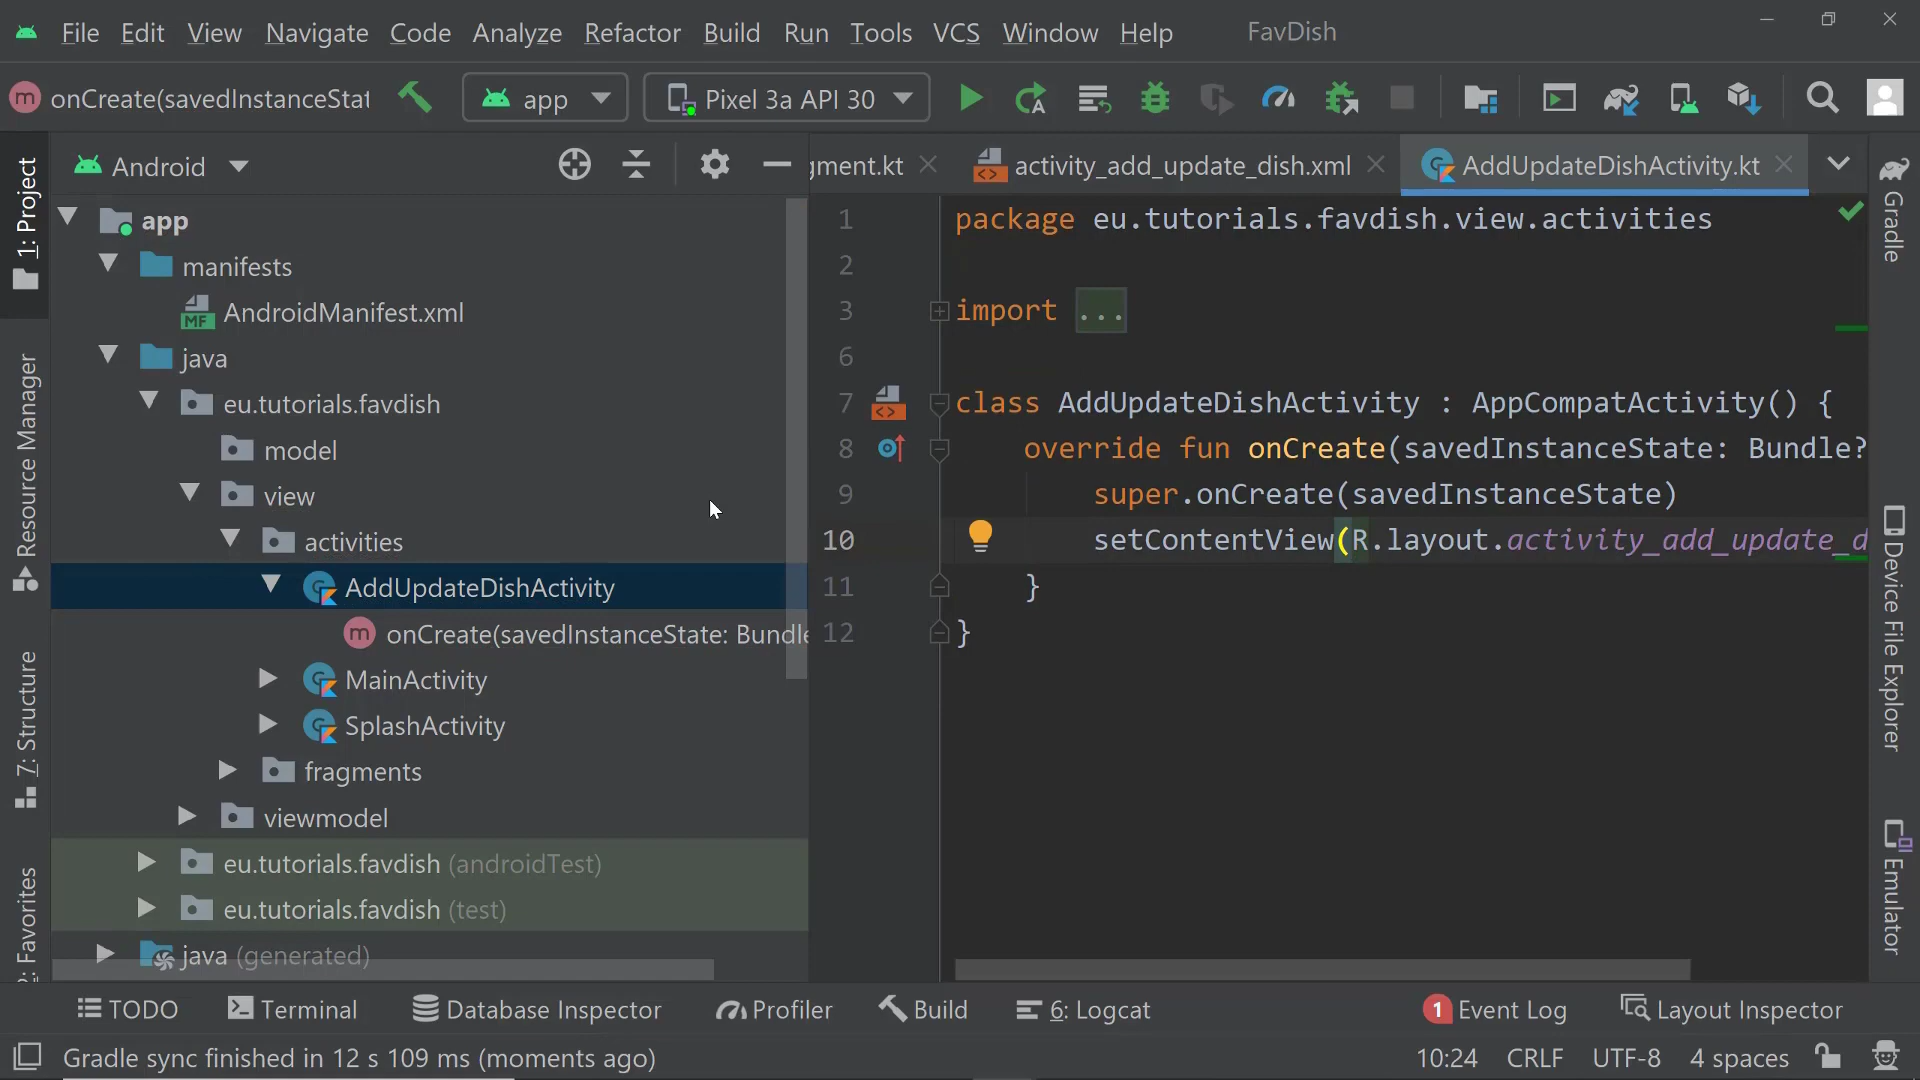 File Edit View Navigate Code Analyze Refactor Build Run Tools VCS Window Help FavDish
m onCreate(savedInstanceStat app Pixel 3a API 30
Android
gment.kt activity_add_update_dish.xml AddUpdateDishActivity.kt
1: Project
Resource Manager
7: Structure
2: Favorites
app
manifests
MF AndroidManifest.xml
java
eu.tutorials.favdish
model
view
activities
AddUpdateDishActivity
m onCreate(savedInstanceState: Bundle
MainActivity
SplashActivity
fragments
viewmodel
eu.tutorials.favdish (androidTest)
eu.tutorials.favdish (test)
java (generated)
1 package eu.tutorials.favdish.view.activities
2
3 import ...
6
7 class AddUpdateDishActivity : AppCompatActivity() {
8 override fun onCreate(savedInstanceState: Bundle?
9 super.onCreate(savedInstanceState)
10 setContentView(R.layout.activity_add_update_d
11 }
12 }
Gradle
Device File Explorer
Emulator
TODO Terminal Database Inspector Profiler Build 6: Logcat 1 Event Log Layout Inspector
Gradle sync finished in 12 s 109 ms (moments ago) 10:24 CRLF UTF-8 4 spaces